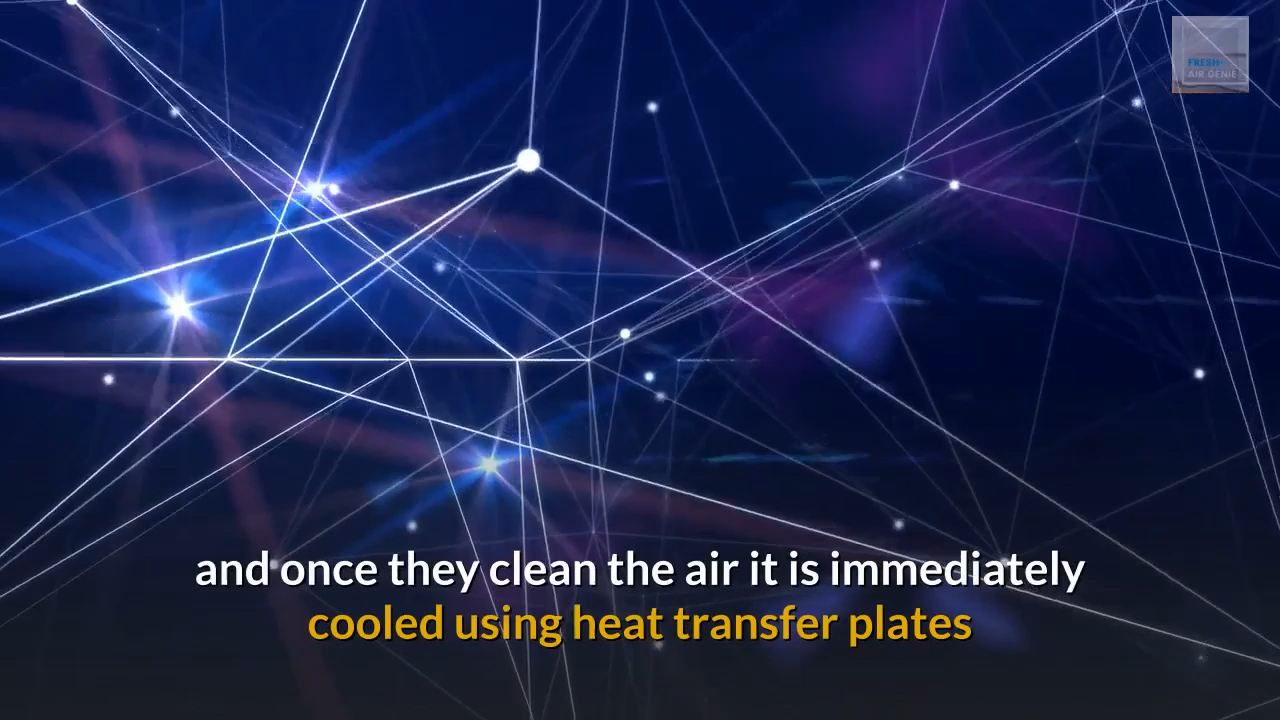 FRESH
AIR GENIE
and once they clean the air it is immediately
cooled using heat transfer plates